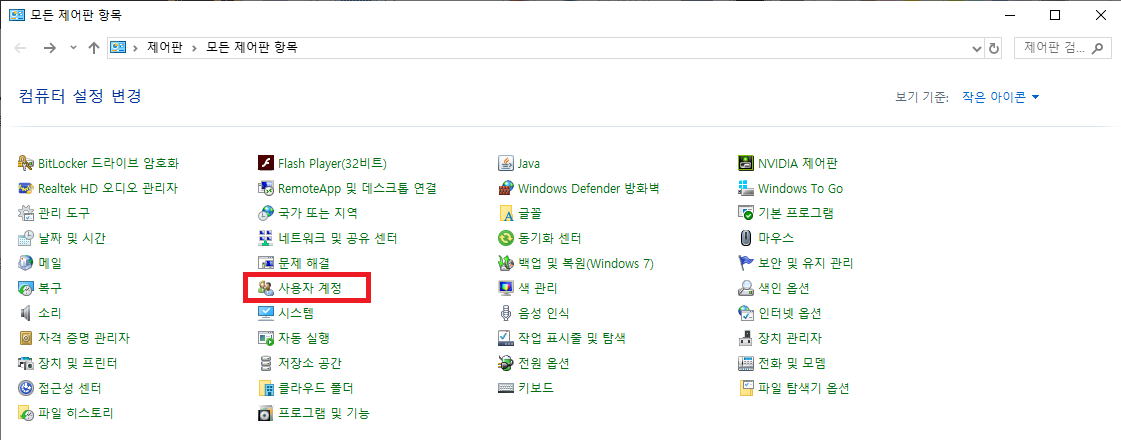 모든 제어판 항목
제어판 > 모든 제어판 항목
제어판 검...
컴퓨터 설정 변경
보기 기준: 작은 아이콘
BitLocker 드라이브 암호화
Flash Player(32비트)
Java
NVIDIA 제어판
Realtek HD 오디오 관리자
RemoteApp 및 데스크톱 연결
Windows Defender 방화벽
Windows To Go
관리 도구
국가 또는 지역
글꼴
기본 프로그램
날짜 및 시간
네트워크 및 공유 센터
동기화 센터
마우스
메일
문제 해결
백업 및 복원(Windows 7)
보안 및 유지 관리
복구
사용자 계정
색 관리
색인 옵션
소리
시스템
음성 인식
인터넷 옵션
자격 증명 관리자
자동 실행
작업 표시줄 및 탐색
장치 관리자
장치 및 프린터
저장소 공간
전원 옵션
전화 및 모뎀
접근성 센터
클라우드 폴더
키보드
파일 탐색기 옵션
파일 히스토리
프로그램 및 기능